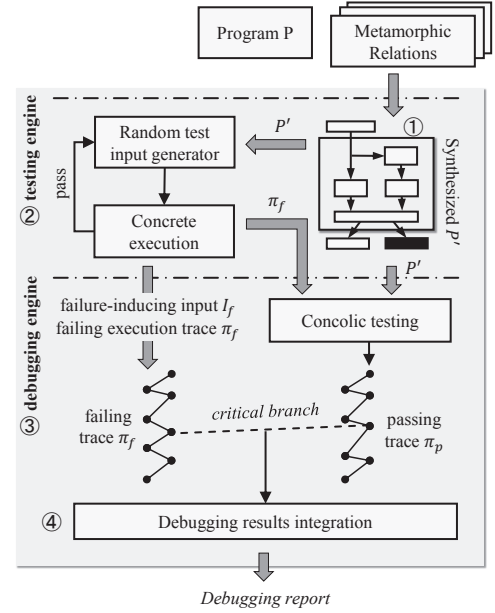 Program P
Metamorphic
Relations
① 
Synthesized P'
P'
Random test
input generator
pass
② testing engine
Concrete
execution
π_f
P'
failure-inducing input I_f
failing execution trace π_f
Concolic testing
③ debugging engine
failing
trace π_f
critical branch
passing
trace π_p
④
Debugging results integration
Debugging report